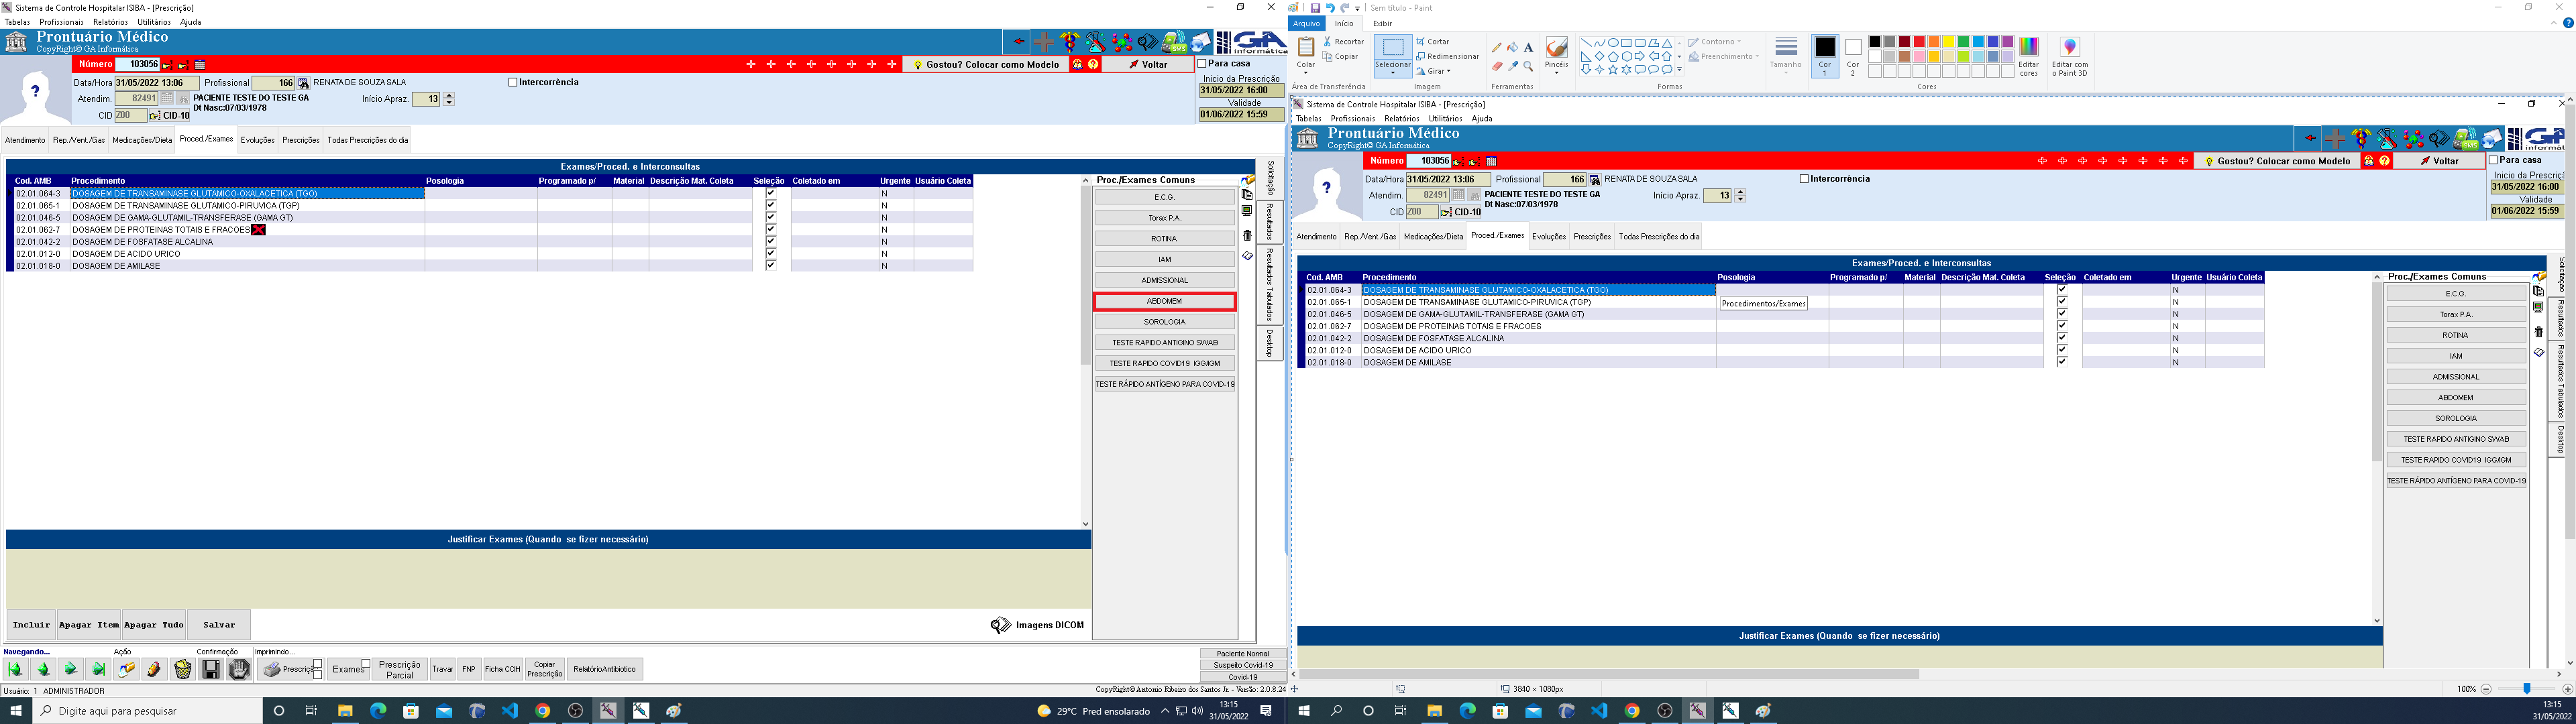 Sistema de Controle Hospitalar ISIBA - [Prescrição]
Tabelas Profissionais Relatórios Utilitários Ajuda
Prontuário Médico
CopyRight© GA Informática
GA
informática
Número 103056 Gostou? Colocar como Modelo Voltar Para casa
Data/Hora 31/05/2022 13:06 Profissional 166 RENATA DE SOUZA SALA Intercorrência
Início da Prescrição
31/05/2022 16:00
Atendim. 82491 PACIENTE TESTE DO TESTE GA Início Apraz. 13
Dt Nasc:07/03/1978
Validade
01/06/2022 15:59
CID Z00 CID-10
Atendimento Rep./Vent./Gas Medicações/Dieta Proced./Exames Evoluções Prescrições Todas Prescrições do dia
Exames/Proced. e Interconsultas
Cod. AMB Procedimento Posologia Programado p/ Material Descrição Mat. Coleta Seleção Coletado em Urgente Usuário Coleta
02.01.064-3 DOSAGEM DE TRANSAMINASE GLUTAMICO-OXALACETICA (TGO) N
02.01.065-1 DOSAGEM DE TRANSAMINASE GLUTAMICO-PIRUVICA (TGP) N
02.01.046-5 DOSAGEM DE GAMA-GLUTAMIL-TRANSFERASE (GAMA GT) N
02.01.062-7 DOSAGEM DE PROTEINAS TOTAIS E FRACOES N
02.01.042-2 DOSAGEM DE FOSFATASE ALCALINA N
02.01.012-0 DOSAGEM DE ACIDO URICO N
02.01.018-0 DOSAGEM DE AMILASE N
Proc./Exames Comuns
E.C.G.
Torax P.A.
ROTINA
IAM
ADMISSIONAL
ABDOMEM
SOROLOGIA
TESTE RAPIDO ANTIGINO SWAB
TESTE RAPIDO COVID19 IGG/IGM
TESTE RÁPIDO ANTÍGENO PARA COVID-19
Solicitação
Resultados
Resultados Tabulados
Desktop
Justificar Exames (Quando se fizer necessário)
Incluir Apagar Item Apagar Tudo Salvar Imagens DICOM
Navegando... Ação Confirmação Imprimindo...
Prescriçã Exames Prescrição Parcial Travar FNP Ficha CCIH Copiar Prescrição RelatórioAntibiotico
Paciente Normal
Suspeito Covid-19
Covid-19
Usuário: 1 ADMINISTRADOR
CopyRight© Antonio Ribeiro dos Santos Jr. - Versão: 2.0.8.24
Digite aqui para pesquisar
29°C Pred ensolarado
13:15
31/05/2022
Sem título - Paint
Arquivo Início Exibir
Colar
Recortar
Copiar
Área de Transferência
Selecionar
Cortar
Redimensionar
Girar
Imagem
Ferramentas
Pincéis
Contorno
Preenchimento
Formas
Tamanho
Cor 1
Cor 2
Editar cores
Cores
Editar com o Paint 3D
Sistema de Controle Hospitalar ISIBA - [Prescrição]
Tabelas Profissionais Relatórios Utilitários Ajuda
Prontuário Médico
CopyRight© GA Informática
Número 103056 Gostou? Colocar como Modelo Voltar Para casa
Data/Hora 31/05/2022 13:06 Profissional 166 RENATA DE SOUZA SALA Intercorrência
Início da Prescriçã
31/05/2022 16:00
Atendim. 82491 PACIENTE TESTE DO TESTE GA Início Apraz. 13
Dt Nasc:07/03/1978
Validade
01/06/2022 15:59
CID Z00 CID-10
Atendimento Rep./Vent./Gas Medicações/Dieta Proced./Exames Evoluções Prescrições Todas Prescrições do dia
Exames/Proced. e Interconsultas
Cod. AMB Procedimento Posologia Programado p/ Material Descrição Mat. Coleta Seleção Coletado em Urgente Usuário Coleta
02.01.064-3 DOSAGEM DE TRANSAMINASE GLUTAMICO-OXALACETICA (TGO) N
02.01.065-1 DOSAGEM DE TRANSAMINASE GLUTAMICO-PIRUVICA (TGP) N
Procedimentos/Exames
02.01.046-5 DOSAGEM DE GAMA-GLUTAMIL-TRANSFERASE (GAMA GT) N
02.01.062-7 DOSAGEM DE PROTEINAS TOTAIS E FRACOES N
02.01.042-2 DOSAGEM DE FOSFATASE ALCALINA N
02.01.012-0 DOSAGEM DE ACIDO URICO N
02.01.018-0 DOSAGEM DE AMILASE N
Proc./Exames Comuns
E.C.G.
Torax P.A.
ROTINA
IAM
ADMISSIONAL
ABDOMEM
SOROLOGIA
TESTE RAPIDO ANTIGINO SWAB
TESTE RAPIDO COVID19 IGG/IGM
TESTE RÁPIDO ANTÍGENO PARA COVID-19
Solicitação
Resultados
Resultados Tabulados
Desktop
Justificar Exames (Quando se fizer necessário)
3840 × 1080px
100%
13:15
31/05/2022